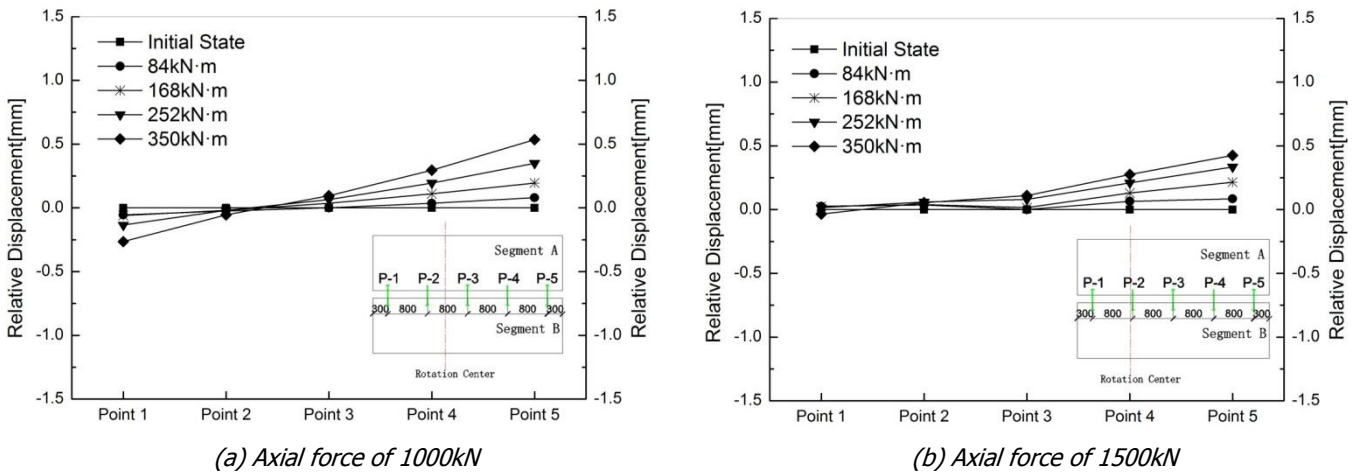 1.5
1.0
0.5
0.0
-0.5
-1.0
-1.5
Relative Displacement[mm]
Initial State
84kN·m
168kN·m
252kN·m
350kN·m
Segment A
P-1 P-2 P-3 P-4 P-5
300 800 800 800 800 300
Segment B
Rotation Center
Point 1 Point 2 Point 3 Point 4 Point 5
1.5
1.0
0.5
0.0
-0.5
-1.0
-1.5
Relative Displacement[mm]
(a) Axial force of 1000kN
1.5
1.0
0.5
0.0
-0.5
-1.0
-1.5
Relative Displacement[mm]
Initial State
84kN·m
168kN·m
252kN·m
350kN·m
Segment A
P-1 P-2 P-3 P-4 P-5
300 800 800 800 800 300
Segment B
Rotation Center
Point 1 Point 2 Point 3 Point 4 Point 5
1.5
1.0
0.5
0.0
-0.5
-1.0
-1.5
Relative Displacement[mm]
(b) Axial force of 1500kN